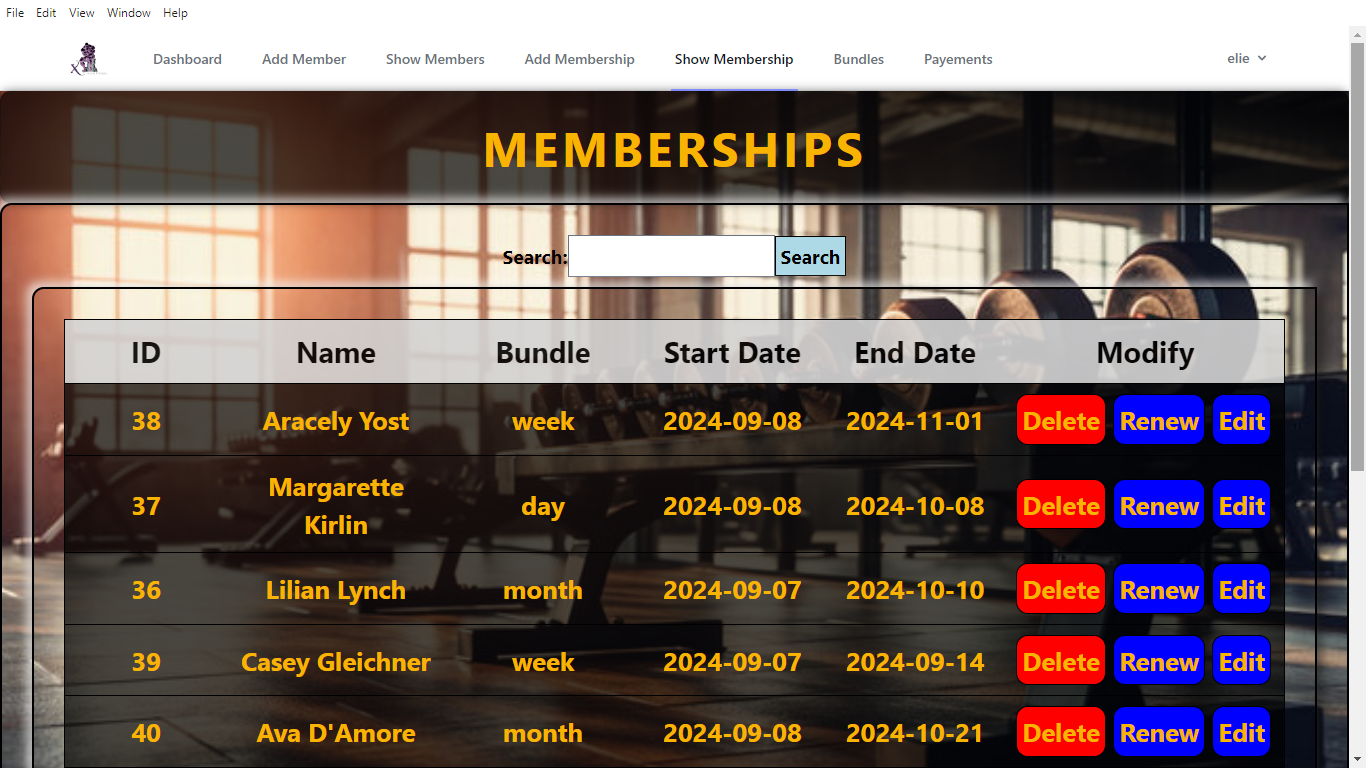 File Edit View Window Help
X
Dashboard Add Member Show Members Add Membership Show Membership Bundles Payements elie
MEMBERSHIPS
Search: Search
ID Name Bundle Start Date End Date Modify
38 Aracely Yost week 2024-09-08 2024-11-01 Delete Renew Edit
37 Margarette Kirlin day 2024-09-08 2024-10-08 Delete Renew Edit
36 Lilian Lynch month 2024-09-07 2024-10-10 Delete Renew Edit
39 Casey Gleichner week 2024-09-07 2024-09-14 Delete Renew Edit
40 Ava D'Amore month 2024-09-08 2024-10-21 Delete Renew Edit